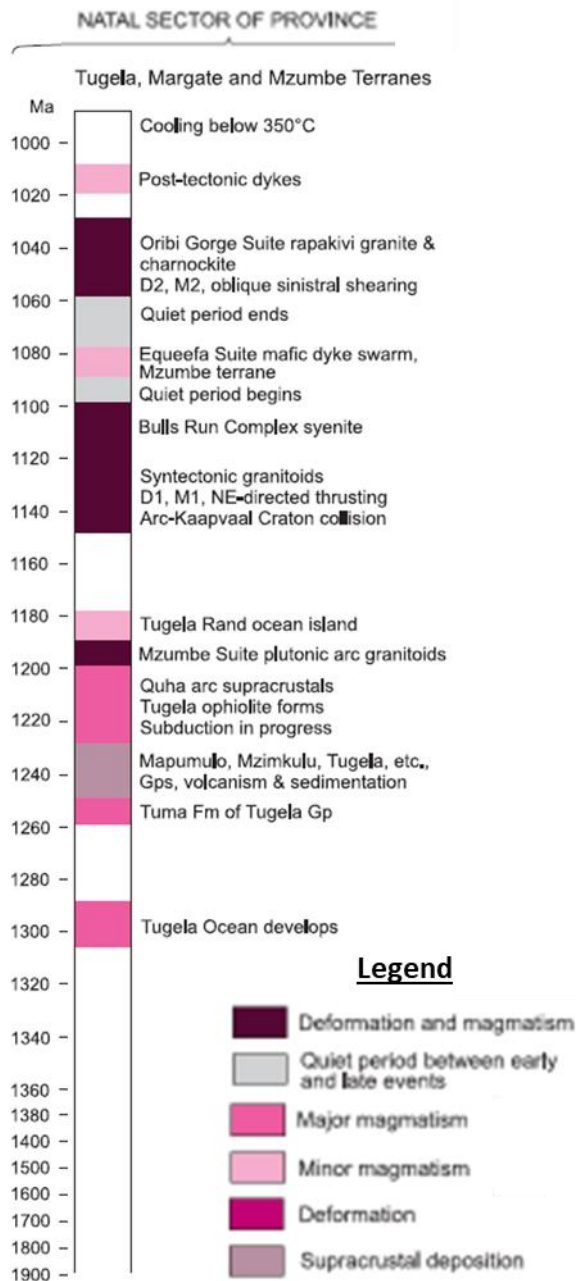 NATAL SECTOR OF PROVINCE
Tugela, Margate and Mzumbe Terranes
Ma
Cooling below 350°C
1000
Post-tectonic dykes
1020
1040
Oribi Gorge Suite rapakivi granite &
charnockite
D2, M2, oblique sinistral shearing
1060
Quiet period ends
1080
Equeefa Suite mafic dyke swarm,
Mzumbe terrane
Quiet period begins
1100
Bulls Run Complex syenite
1120
Syntectonic granitoids
D1, M1, NE-directed thrusting
1140
Arc-Kaapvaal Craton collision
1160
1180
Tugela Rand ocean island
Mzumbe Suite plutonic arc granitoids
1200
Quha arc supracrustals
Tugela ophiolite forms
1220
Subduction in progress
Mapumulo, Mzimkulu, Tugela, etc.,
1240
Gps, volcanism & sedimentation
Tuma Fm of Tugela Gp
1260
1280
1300
Tugela Ocean develops
1320
1340
1360
1380
1400
1500
1600
1700
1800
1900
Legend
Deformation and magmatism
Quiet period between early
and late events
Major magmatism
Minor magmatism
Deformation
Supracrustal deposition